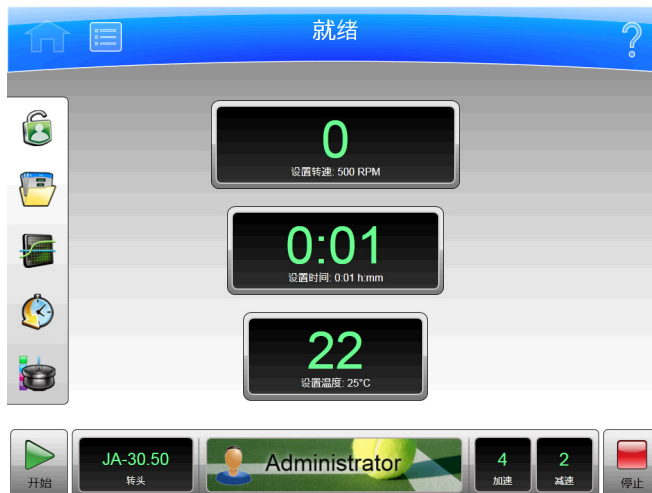 就绪
?
0
设置转速: 500 RPM
0:01
设置时间: 0:01 h:mm
22
设置温度: 25°C
开始
JA-30.50
转头
Administrator
4
加速
2
减速
停止